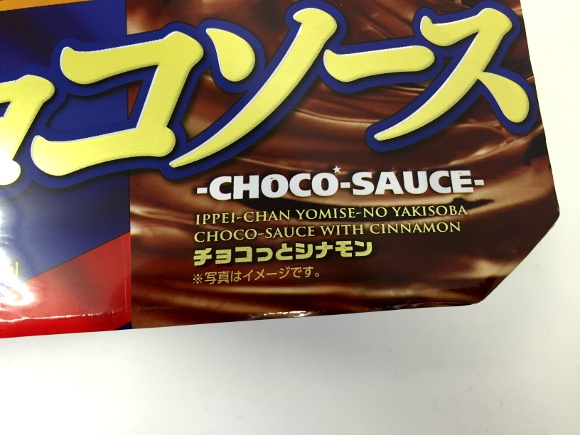 ョコソース
-CHOCO-SAUCE-
IPPEI-CHAN YOMISE-NO YAKISOBA
CHOCO-SAUCE WITH CINNAMON
チョコっとシナモン
※写真はイメージです。